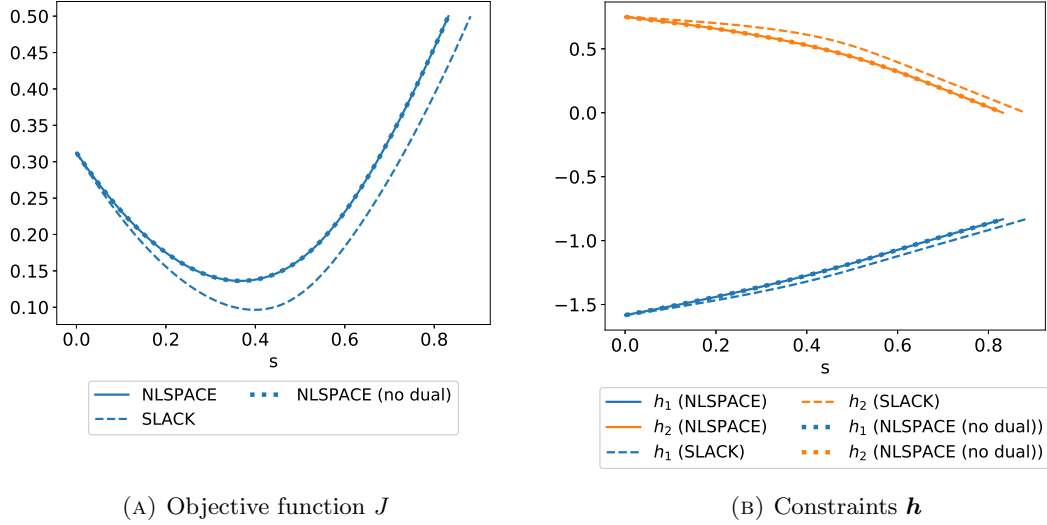 0.50
0.45
0.40
0.35
0.30
0.25
0.20
0.15
0.10
0.0 0.2 0.4 0.6 0.8
s
NLSPACE
SLACK
NLSPACE (no dual)
(A) Objective function J
0.5
0.0
−0.5
−1.0
−1.5
0.0 0.2 0.4 0.6 0.8
s
h₁ (NLSPACE)
h₂ (NLSPACE)
h₁ (SLACK)
h₂ (SLACK)
h₁ (NLSPACE (no dual))
h₂ (NLSPACE (no dual))
(B) Constraints h